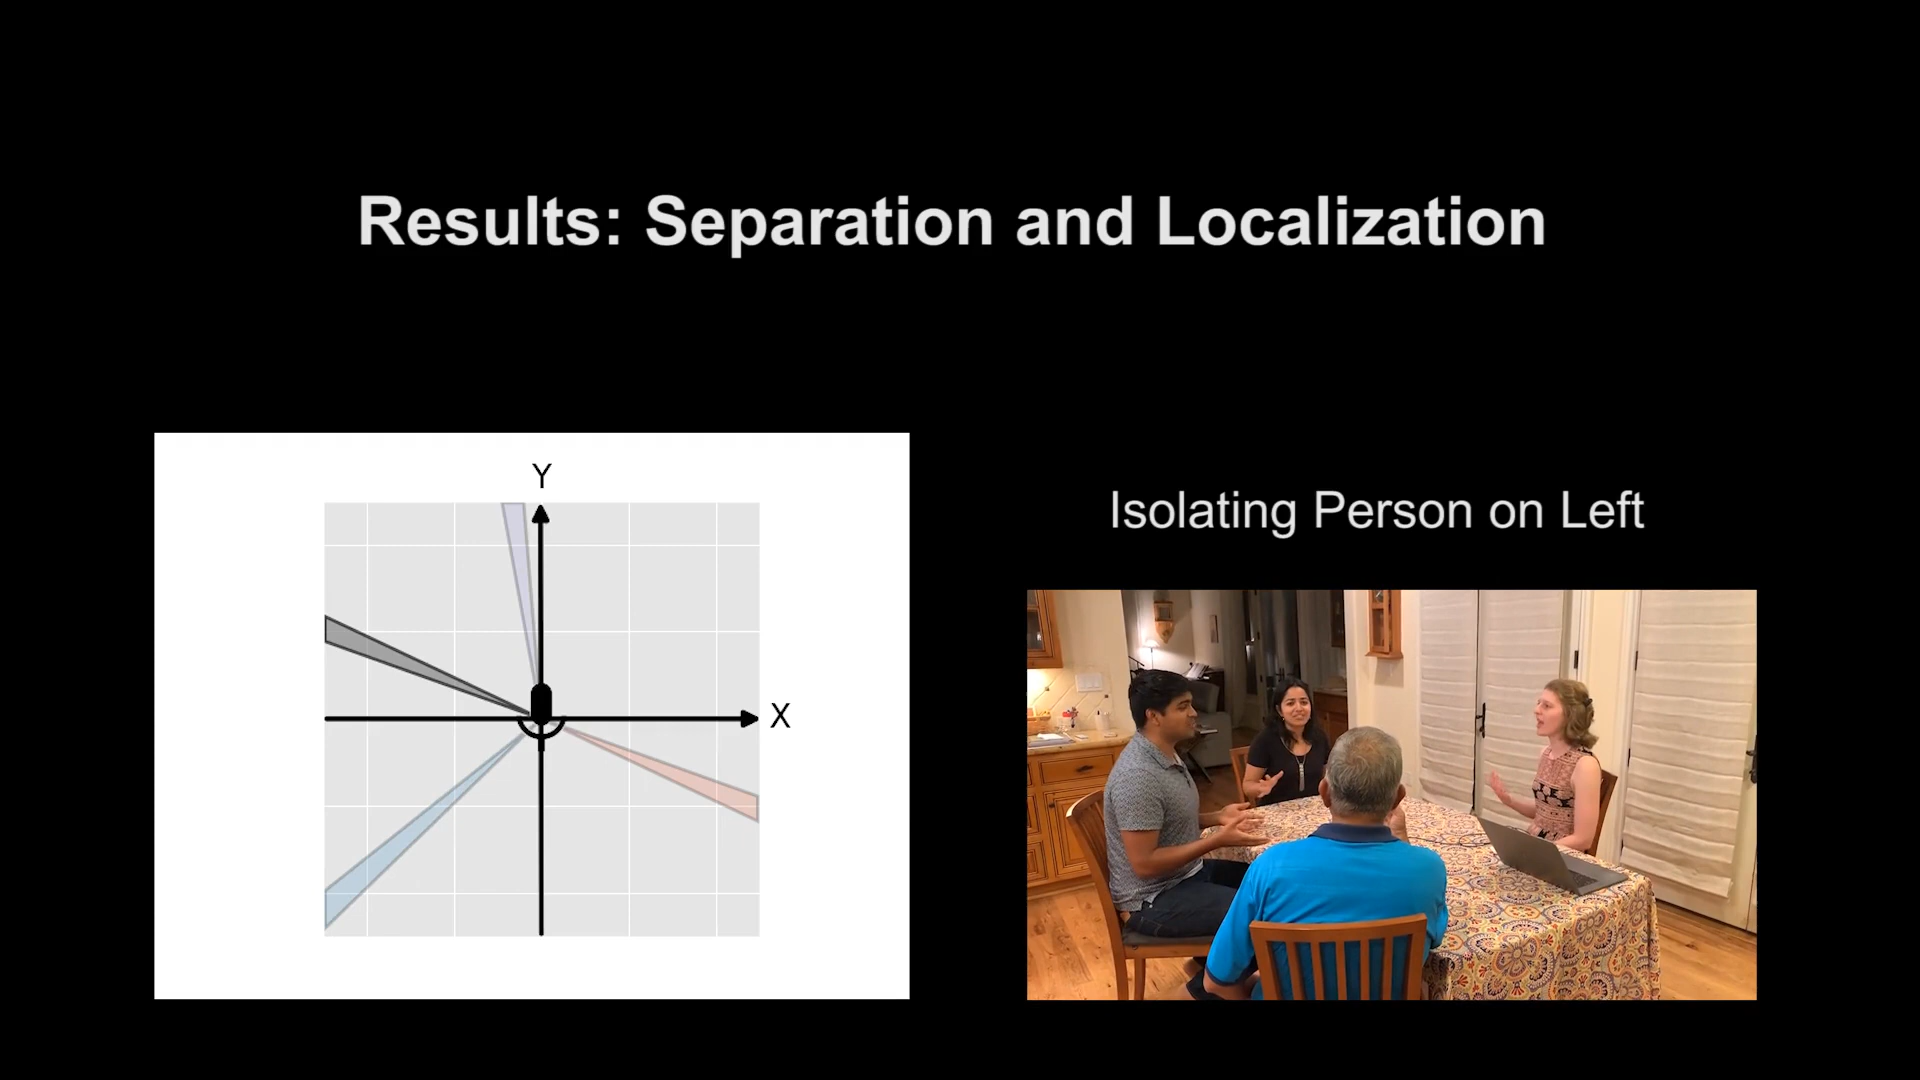 Results: Separation and Localization
Y
X
Isolating Person on Left